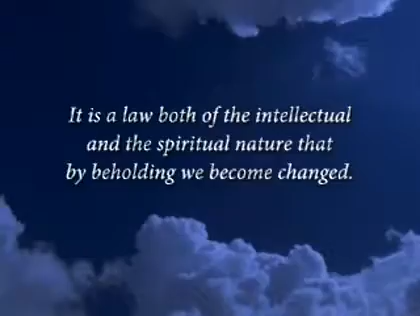 It is a law both of the intellectual
and the spiritual nature that
by beholding we become changed.